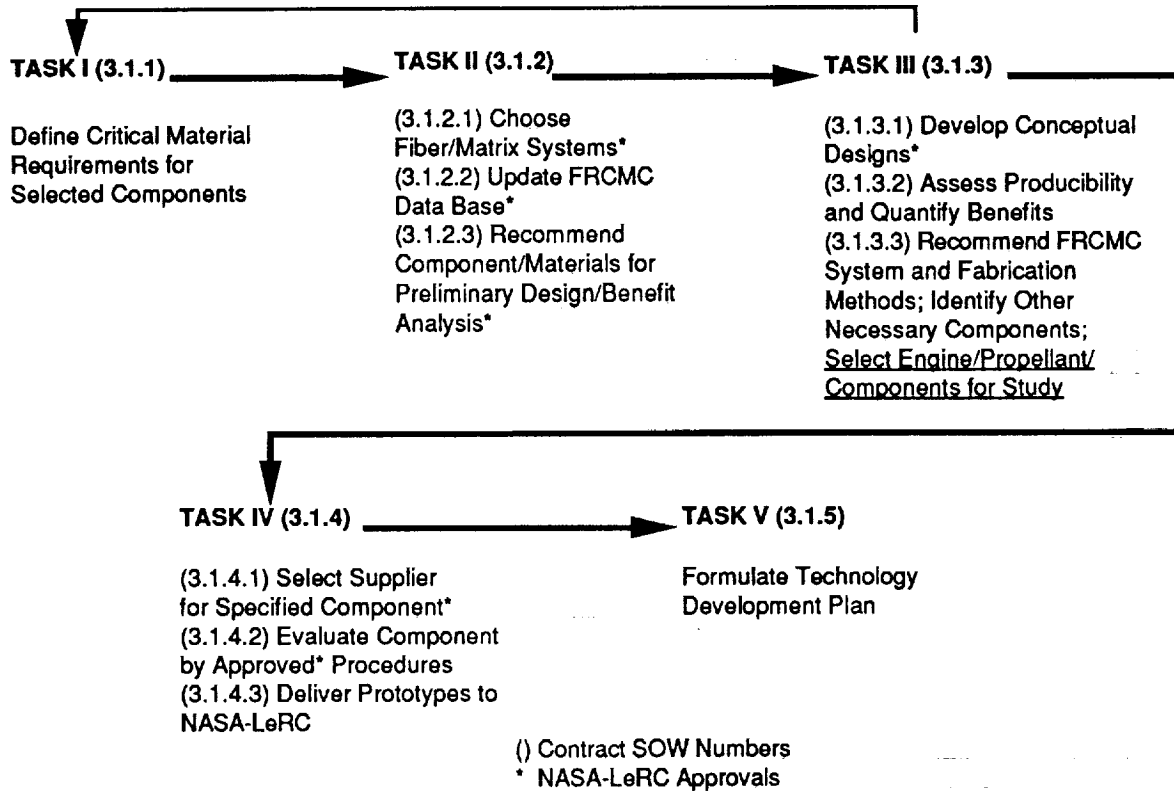 TASK I (3.1.1)
Define Critical Material
Requirements for
Selected Components
TASK II (3.1.2)
(3.1.2.1) Choose
Fiber/Matrix Systems*
(3.1.2.2) Update FRCMC
Data Base*
(3.1.2.3) Recommend
Component/Materials for
Preliminary Design/Benefit
Analysis*
TASK III (3.1.3)
(3.1.3.1) Develop Conceptual
Designs*
(3.1.3.2) Assess Producibility
and Quantify Benefits
(3.1.3.3) Recommend FRCMC
System and Fabrication
Methods; Identify Other
Necessary Components;
Select Engine/Propellant/
Components for Study
TASK IV (3.1.4)
(3.1.4.1) Select Supplier
for Specified Component*
(3.1.4.2) Evaluate Component
by Approved* Procedures
(3.1.4.3) Deliver Prototypes to
NASA-LeRC
TASK V (3.1.5)
Formulate Technology
Development Plan
() Contract SOW Numbers
* NASA-LeRC Approvals